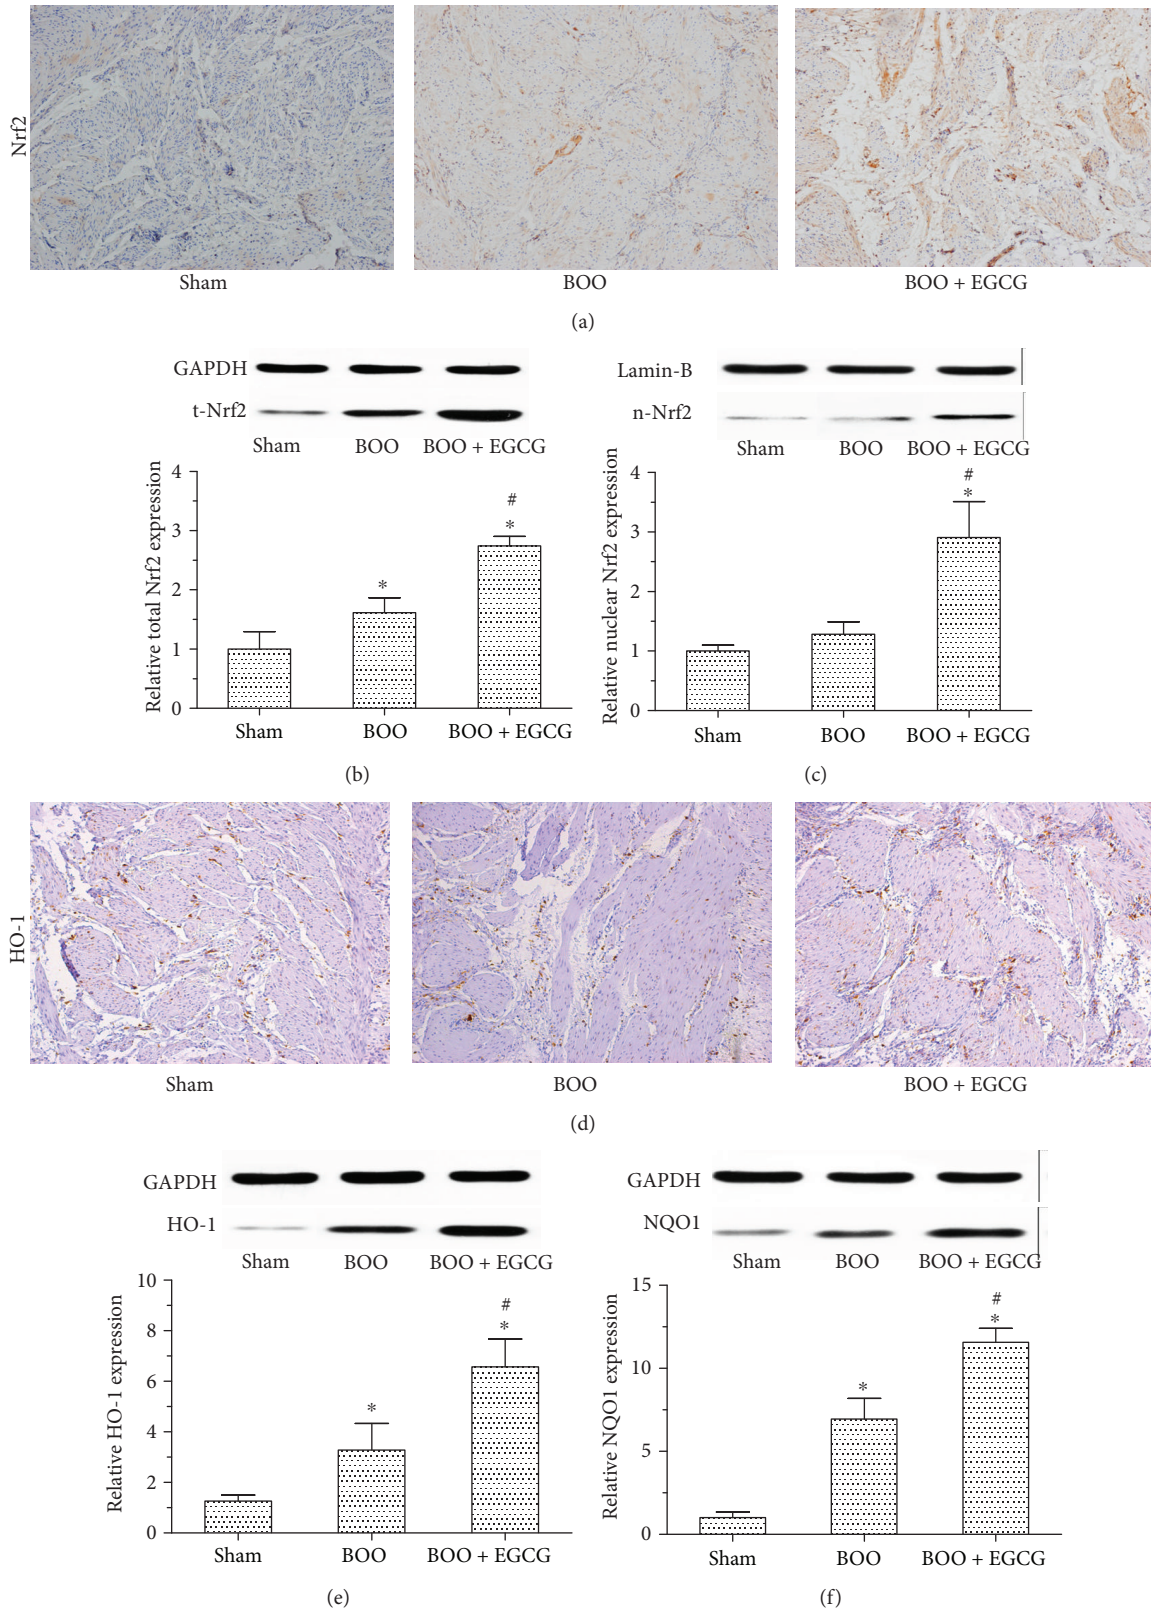 Nrf2
Sham
BOO
BOO + EGCG
(a)
GAPDH
t-Nrf2
Sham
BOO
BOO + EGCG
Relative total Nrf2 expression
4
3
2
1
0
*
#
*
Sham
BOO
BOO + EGCG
(b)
Lamin-B
n-Nrf2
Sham
BOO
BOO + EGCG
Relative nuclear Nrf2 expression
4
3
2
1
0
#
*
Sham
BOO
BOO + EGCG
(c)
HO-1
Sham
BOO
BOO + EGCG
(d)
GAPDH
HO-1
Sham
BOO
BOO + EGCG
Relative HO-1 expression
10
8
6
4
2
0
*
#
*
Sham
BOO
BOO + EGCG
(e)
GAPDH
NQO1
Sham
BOO
BOO + EGCG
Relative NQO1 expression
15
10
5
0
*
#
*
Sham
BOO
BOO + EGCG
(f)